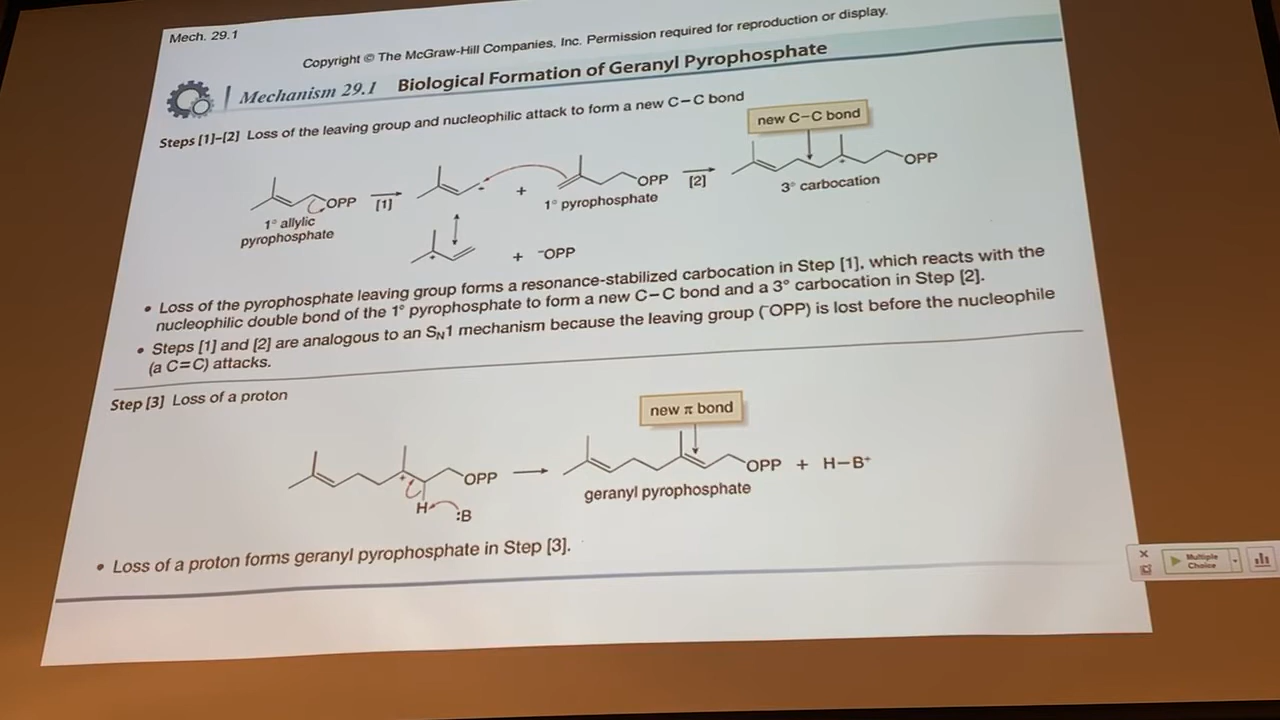 Mech. 29.1
Copyright © The McGraw-Hill Companies, Inc. Permission required for reproduction or display.
Mechanism 29.1 Biological Formation of Geranyl Pyrophosphate
Steps [1]–[2] Loss of the leaving group and nucleophilic attack to form a new C–C bond
new C–C bond
OPP
[1]
+
OPP
[2]
OPP
1° allylic
pyrophosphate
1° pyrophosphate
3° carbocation
+ ⁻OPP
• Loss of the pyrophosphate leaving group forms a resonance-stabilized carbocation in Step [1], which reacts with the
nucleophilic double bond of the 1° pyrophosphate to form a new C–C bond and a 3° carbocation in Step [2].
• Steps [1] and [2] are analogous to an SN1 mechanism because the leaving group (⁻OPP) is lost before the nucleophile
(a C=C) attacks.
Step [3] Loss of a proton
new π bond
OPP
H
:B
OPP + H–B⁺
geranyl pyrophosphate
• Loss of a proton forms geranyl pyrophosphate in Step [3].
Multiple
Choice